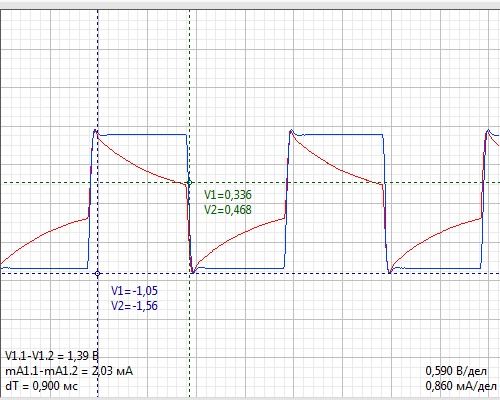 V1=0,336
V2=0,468
V1=-1,05
V2=-1,56
V1.1-V1.2 = 1,39 В
mA1.1-mA1.2 = 2,03 мА
dT = 0,900 мс
0,590 В/дел
0,860 мА/дел